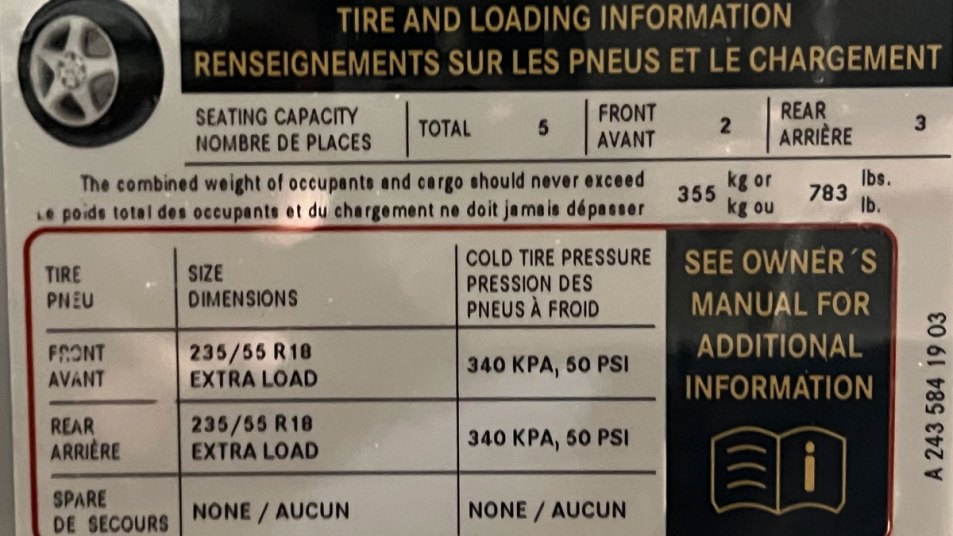 TIRE AND LOADING INFORMATION
RENSEIGNEMENTS SUR LES PNEUS ET LE CHARGEMENT
SEATING CAPACITY
NOMBRE DE PLACES
TOTAL 5
FRONT
AVANT
2
REAR
ARRIÈRE
3
The combined weight of occupants and cargo should never exceed
Le poids total des occupants et du chargement ne doit jamais dépasser
355 kg or 783 lbs.
kg ou lb.
TIRE
PNEU
SIZE
DIMENSIONS
COLD TIRE PRESSURE
PRESSION DES
PNEUS À FROID
FRONT
AVANT
235/55 R18
EXTRA LOAD
340 KPA, 50 PSI
REAR
ARRIÈRE
235/55 R18
EXTRA LOAD
340 KPA, 50 PSI
SPARE
DE SECOURS
NONE / AUCUN
NONE / AUCUN
SEE OWNER´S
MANUAL FOR
ADDITIONAL
INFORMATION
i
A 243 584 19 03